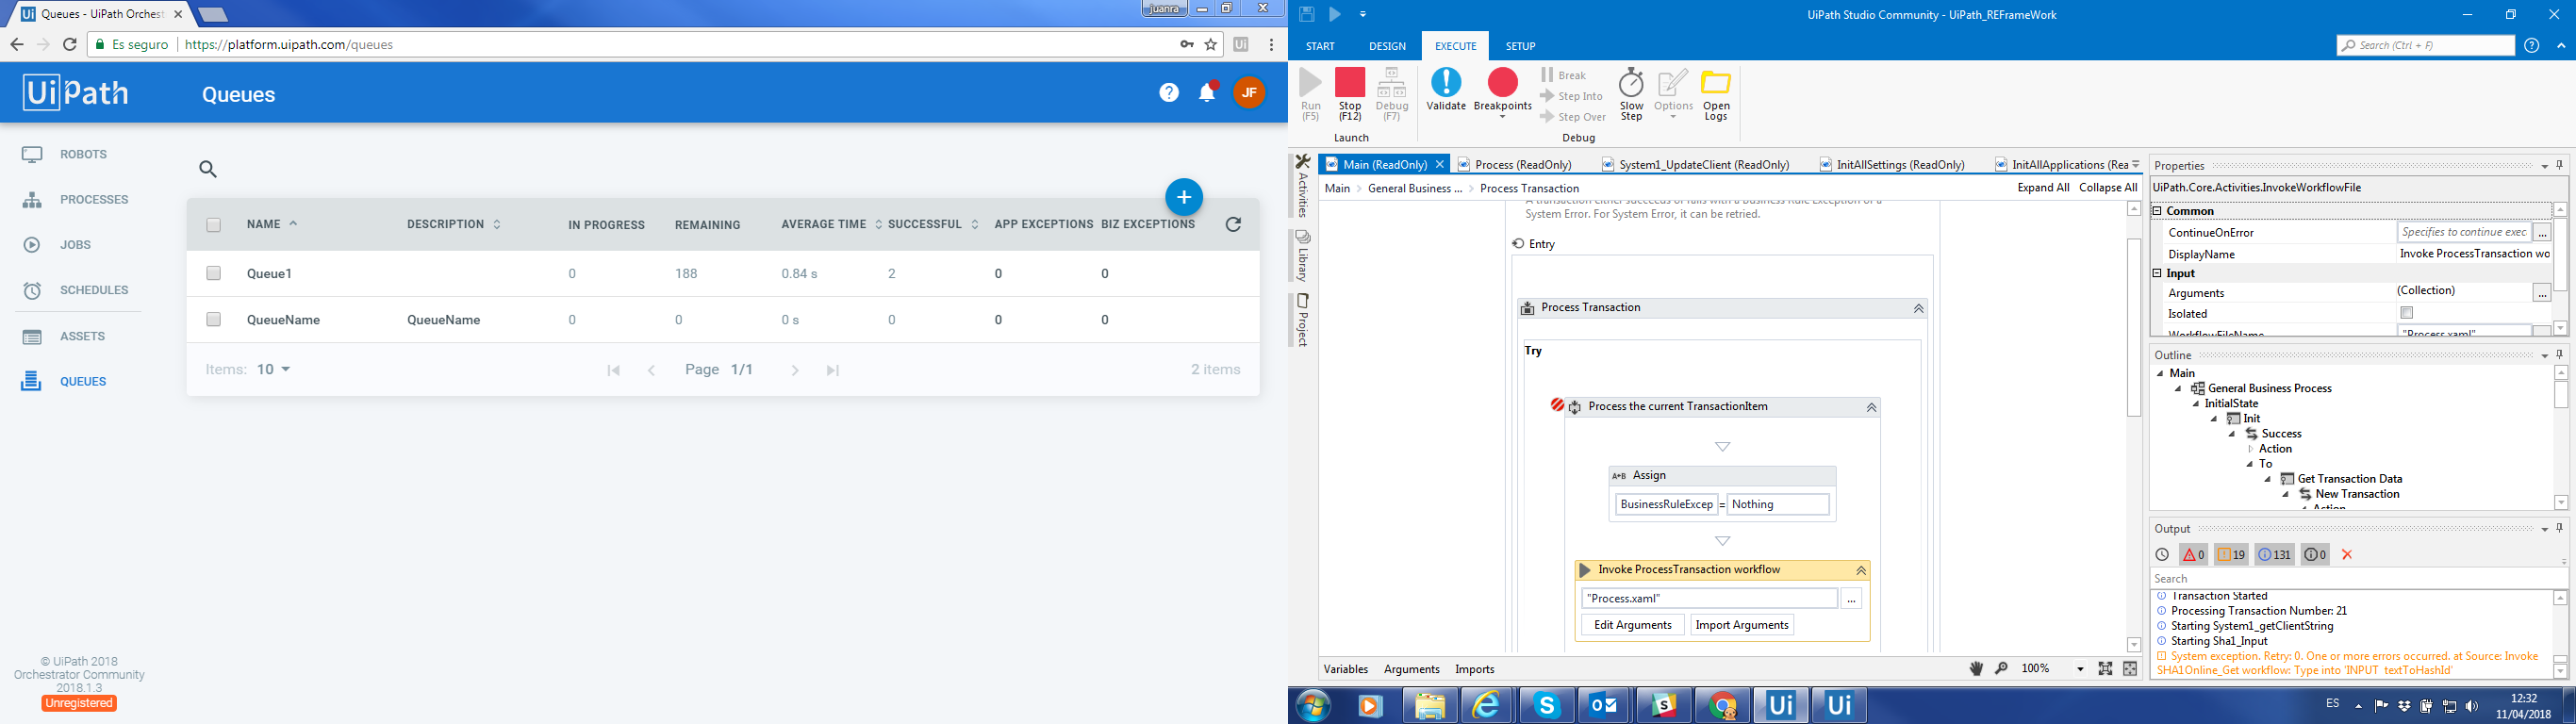 Queues - UiPath Orchest
juanra
Es seguro
https://platform.uipath.com/queues
Ui
UiPath
Queues
JF
ROBOTS
PROCESSES
JOBS
SCHEDULES
ASSETS
QUEUES
NAME DESCRIPTION IN PROGRESS REMAINING AVERAGE TIME SUCCESSFUL APP EXCEPTIONS BIZ EXCEPTIONS
Queue1 0 188 0.84 s 2 0 0
QueueName QueueName 0 0 0 s 0 0 0
Items: 10 Page 1/1 2 items
© UiPath 2018
Orchestrator Community
2018.1.3
Unregistered
UiPath Studio Community - UiPath_REFrameWork
START DESIGN EXECUTE SETUP
Search (Ctrl + F)
Run
(F5)
Stop
(F12)
Debug
(F7)
Launch
Validate
Breakpoints
Break
Step Into
Step Over
Slow
Step
Options
Open
Logs
Debug
Activities
Library
Project
Main (ReadOnly) Process (ReadOnly) System1_UpdateClient (ReadOnly) InitAllSettings (ReadOnly) InitAllApplications (Rea
Main > General Business ... > Process Transaction
Expand All Collapse All
A transaction either succeeds or fails with a Business Rule Exception or a
System Error. For System Error, it can be retried.
Entry
Process Transaction
Try
Process the current TransactionItem
A+B Assign
BusinessRuleExcep = Nothing
Invoke ProcessTransaction workflow
"Process.xaml" ...
Edit Arguments Import Arguments
Variables Arguments Imports
100%
Properties
UiPath.Core.Activities.InvokeWorkflowFile
Common
ContinueOnError Specifies to continue exec ...
DisplayName Invoke ProcessTransaction wo
Input
Arguments (Collection) ...
Isolated
WorkflowFileName "Process.xaml"
Outline
Main
General Business Process
InitialState
Init
Success
Action
To
Get Transaction Data
New Transaction
Action
Output
0 19 131 0
Search
Transaction Started
Processing Transaction Number: 21
Starting System1_getClientString
Starting Sha1_Input
System exception. Retry: 0. One or more errors occurred. at Source: Invoke
SHA1Online_Get workflow: Type into 'INPUT textToHashId'
ES
12:32
11/04/2018